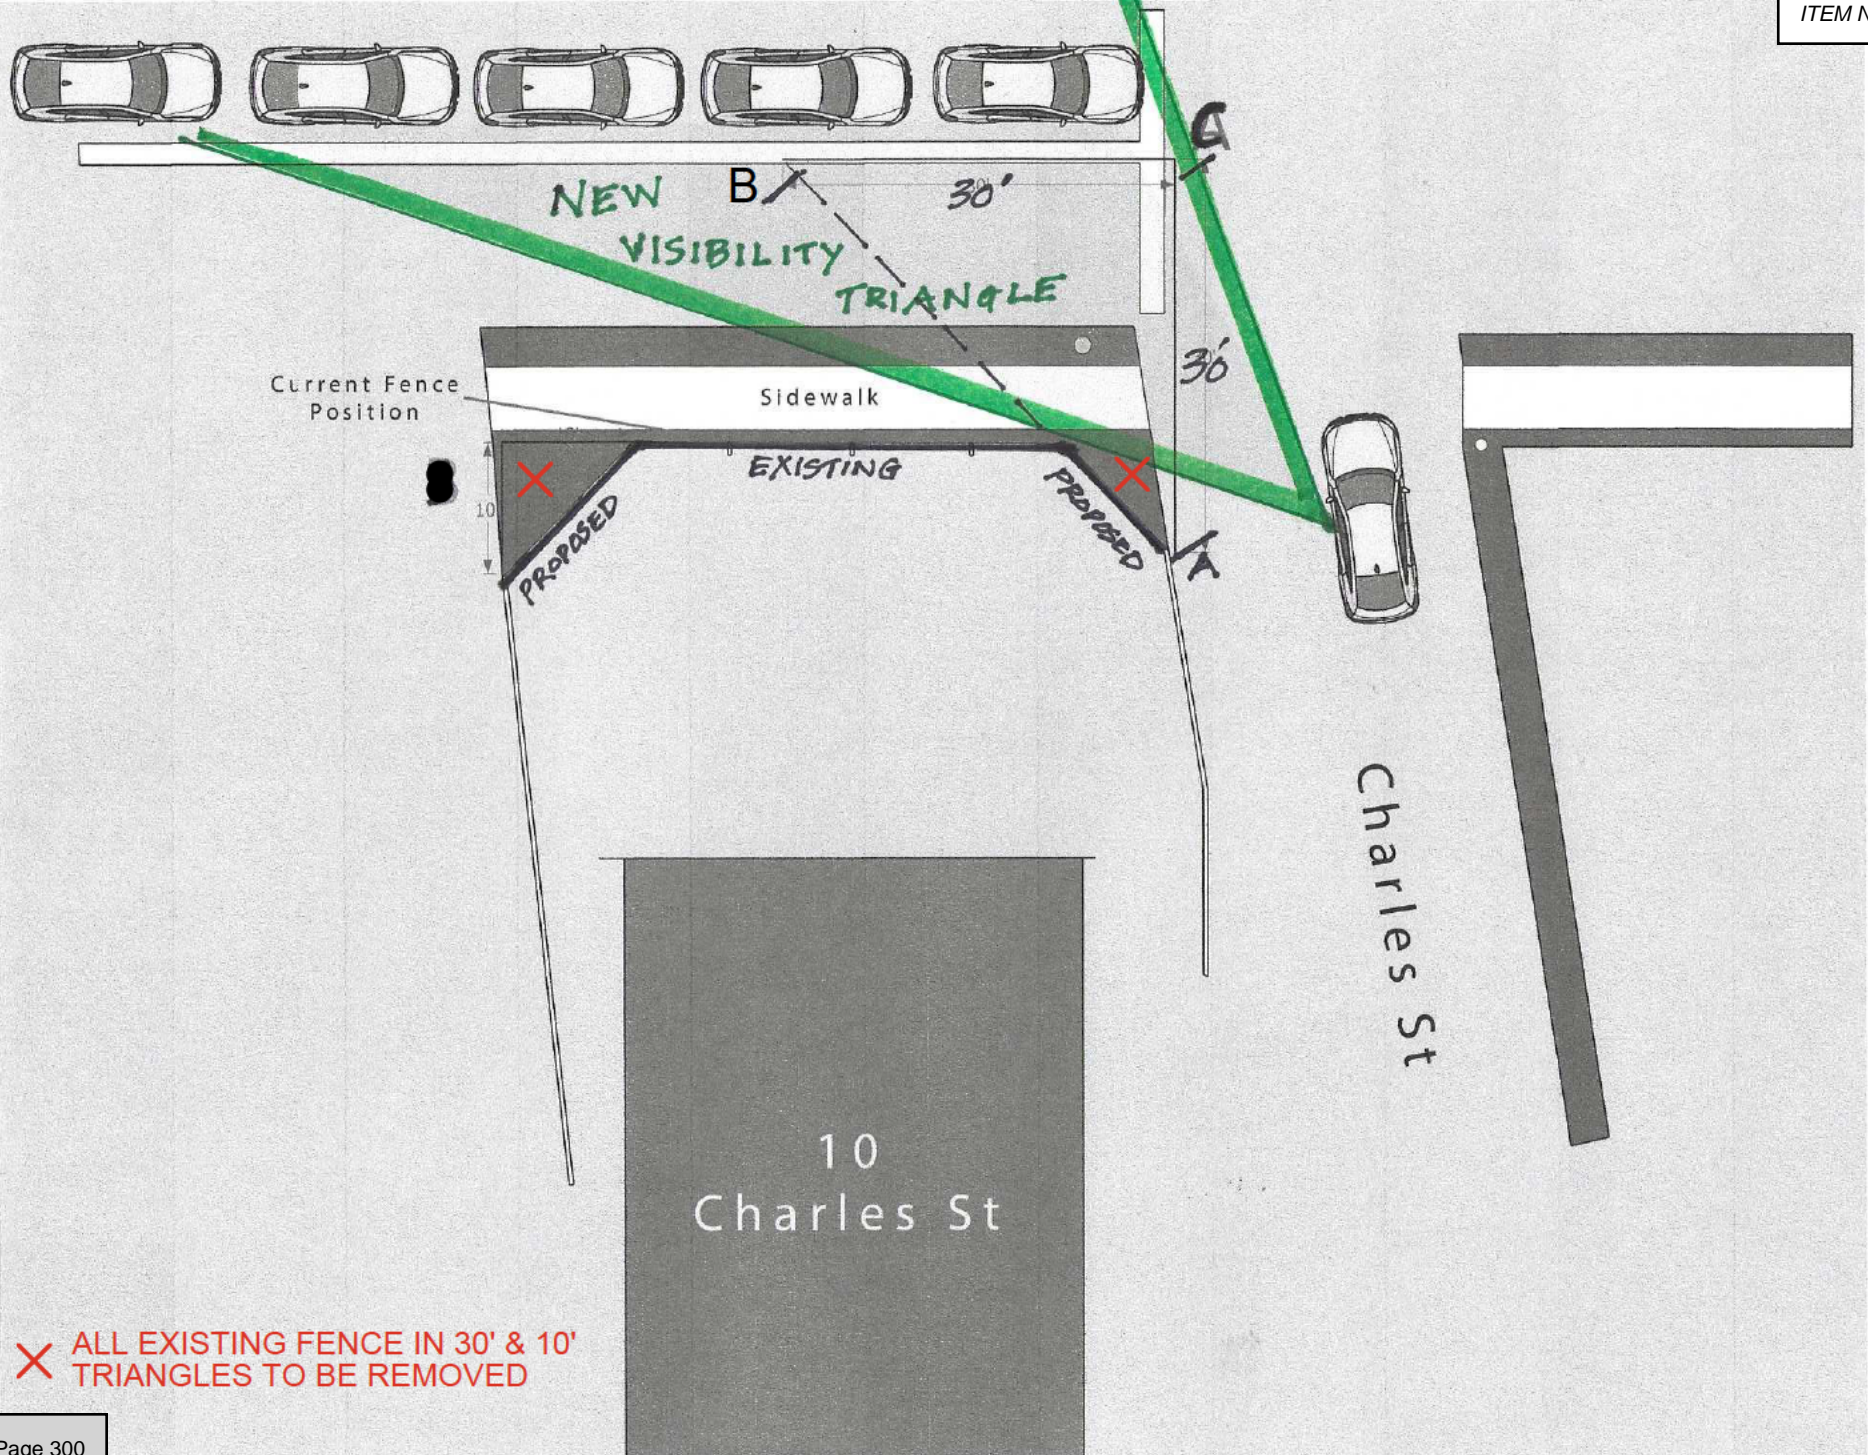 ITEM N
C
B
30'
NEW
VISIBILITY
TRIANGLE
30'
Current Fence
Position
Sidewalk
EXISTING
10
PROPOSED
PROPOSED
A
Charles St
10
Charles St
ALL EXISTING FENCE IN 30' & 10'
TRIANGLES TO BE REMOVED
Page 300